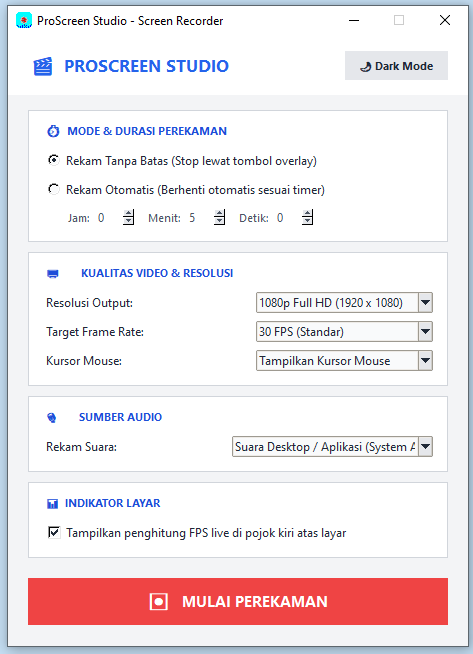 ProScreen Studio - Screen Recorder
PROSCREEN STUDIO
Dark Mode
MODE & DURASI PEREKAMAN
Rekam Tanpa Batas (Stop lewat tombol overlay)
Rekam Otomatis (Berhenti otomatis sesuai timer)
Jam: 0 Menit: 5 Detik: 0
KUALITAS VIDEO & RESOLUSI
Resolusi Output: 1080p Full HD (1920 x 1080)
Target Frame Rate: 30 FPS (Standar)
Kursor Mouse: Tampilkan Kursor Mouse
SUMBER AUDIO
Rekam Suara: Suara Desktop / Aplikasi (System A
INDIKATOR LAYAR
Tampilkan penghitung FPS live di pojok kiri atas layar
MULAI PEREKAMAN